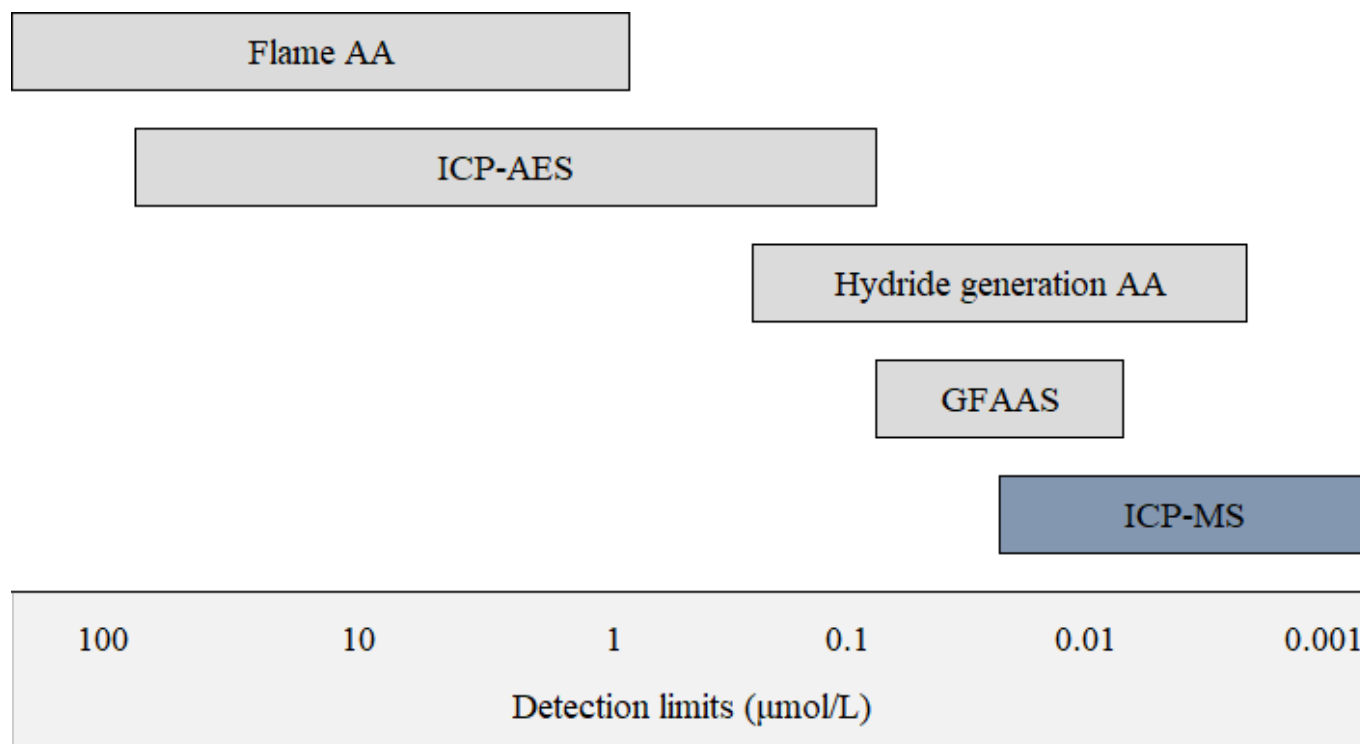 Flame AA
ICP-AES
Hydride generation AA
GFAAS
ICP-MS
100 10 1 0.1 0.01 0.001
Detection limits (μmol/L)